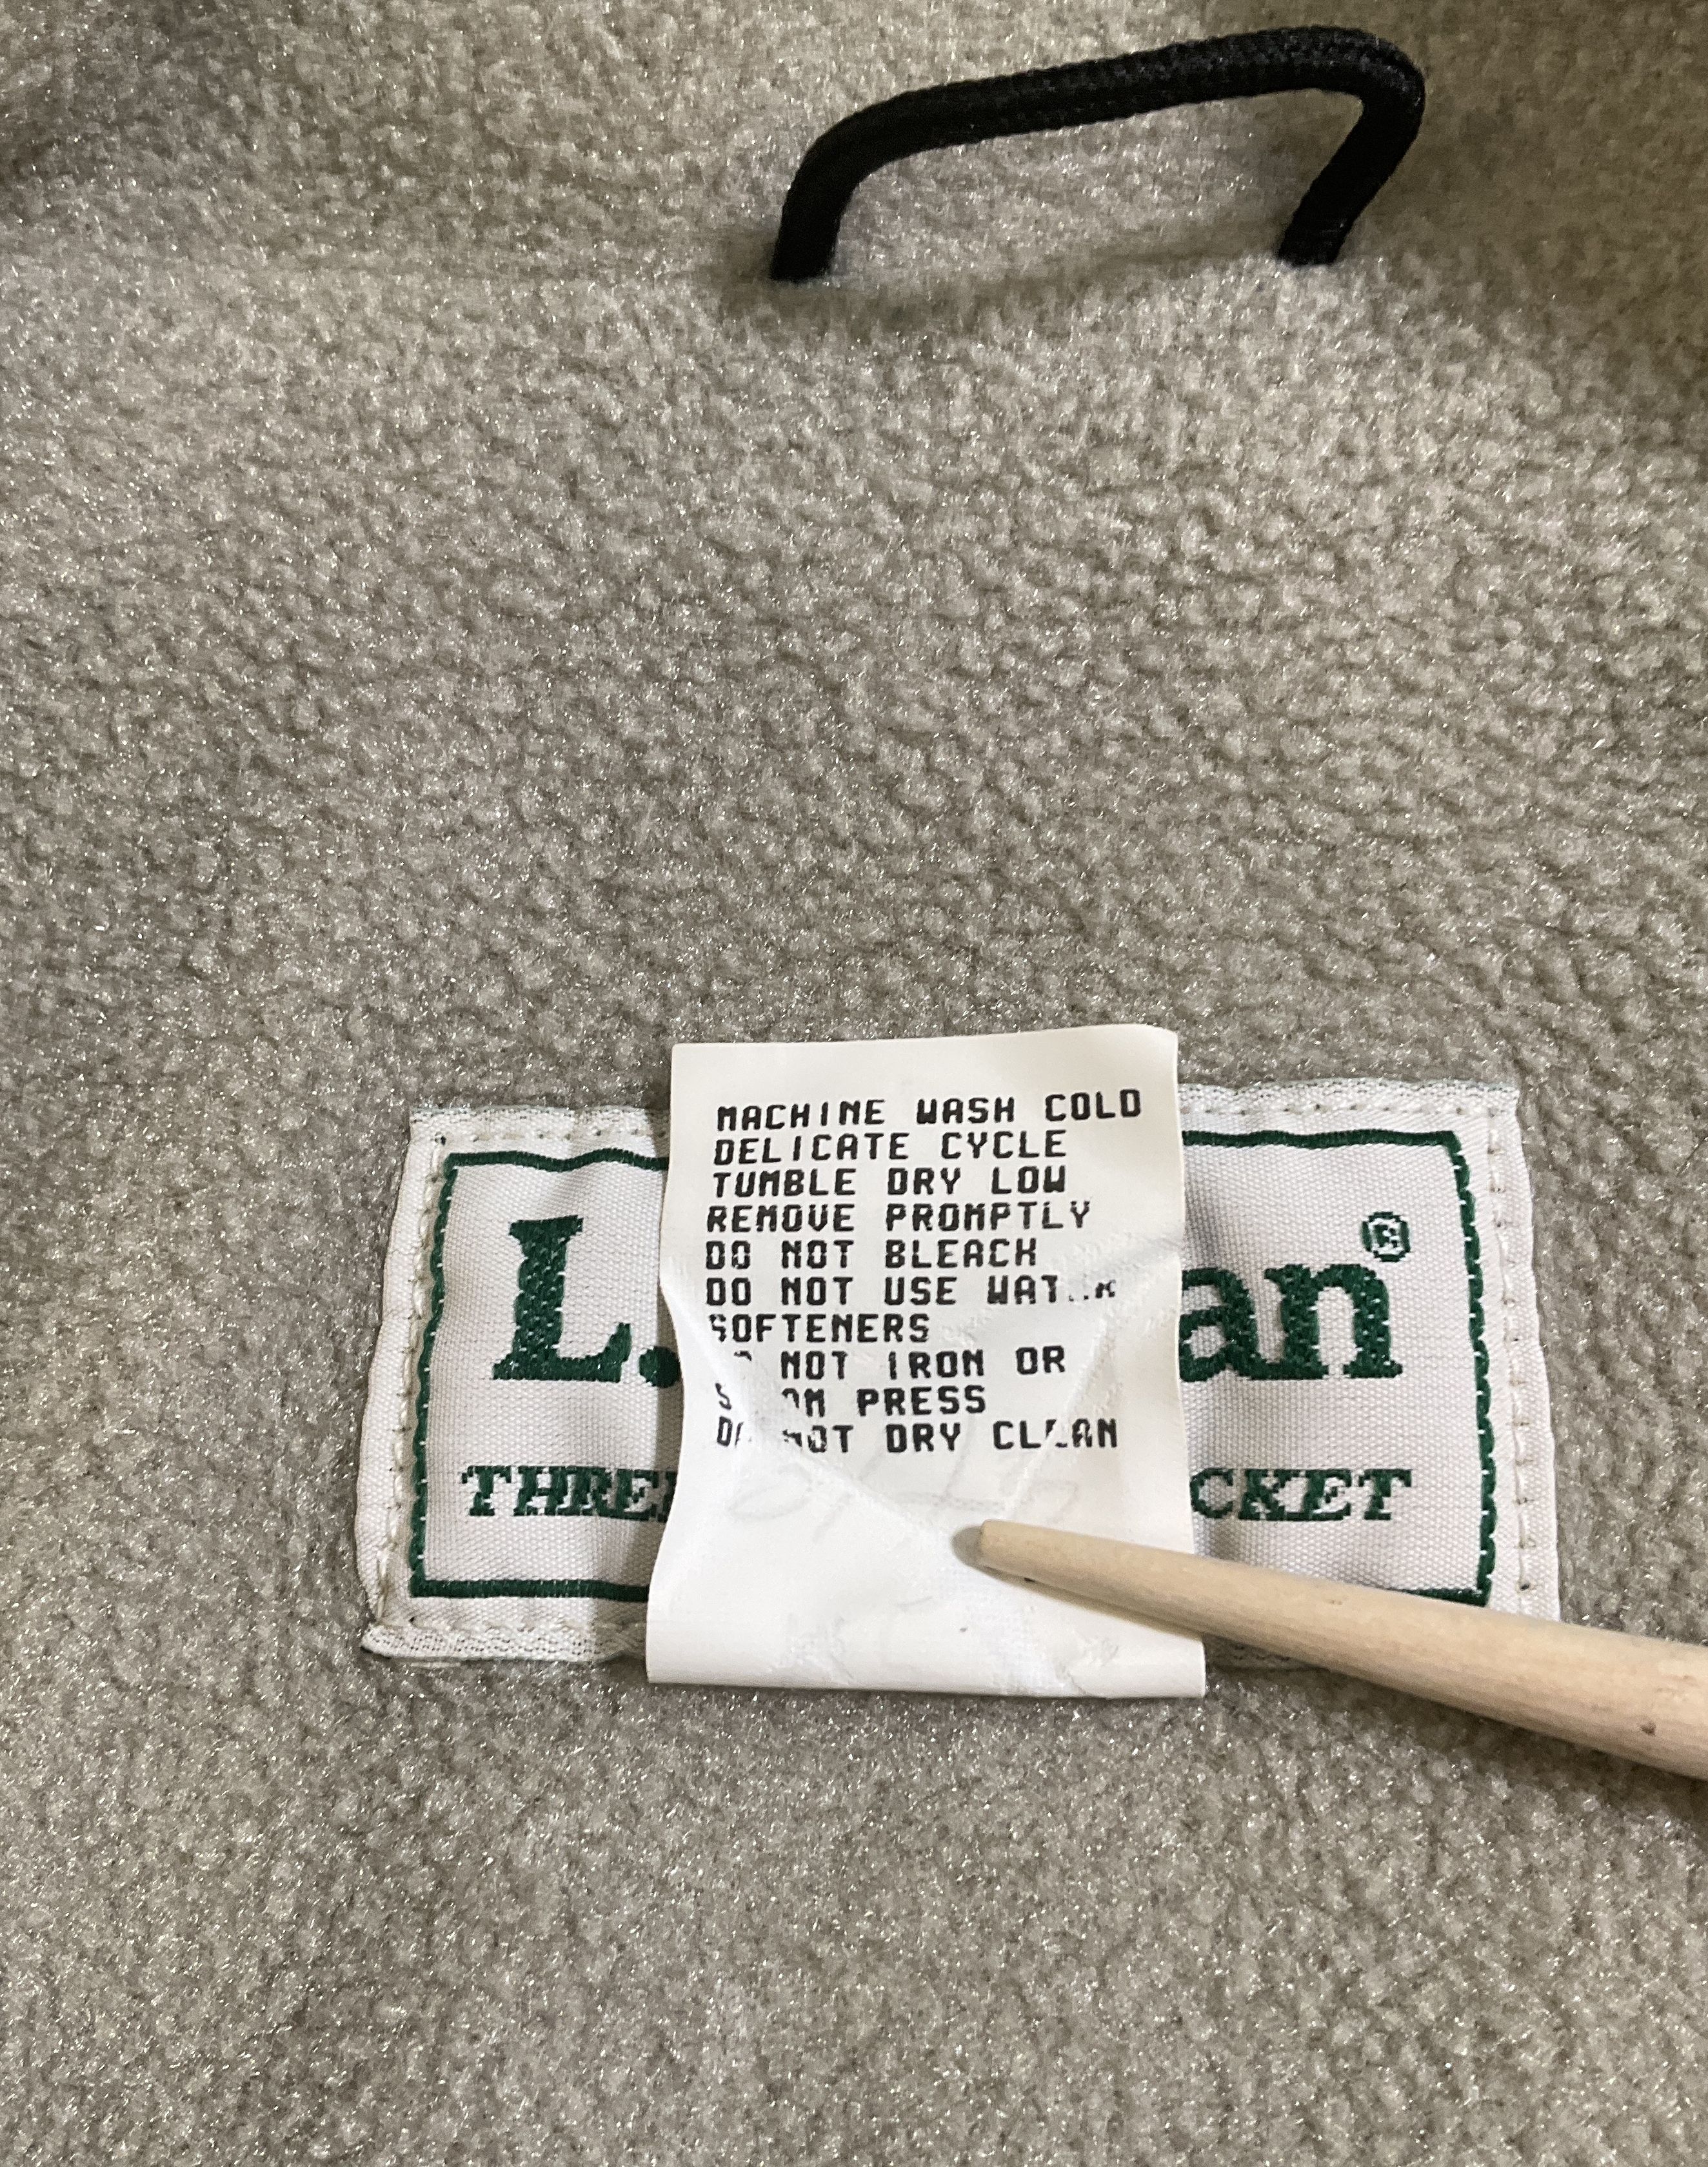 MACHINE WASH COLD
DELICATE CYCLE
TUMBLE DRY LOW
REMOVE PROMPTLY
DO NOT BLEACH
DO NOT USE
SOFTENERS
NOT IRON OR
PRESS
NOT DRY CLEAN
L. an®
THRE CKET